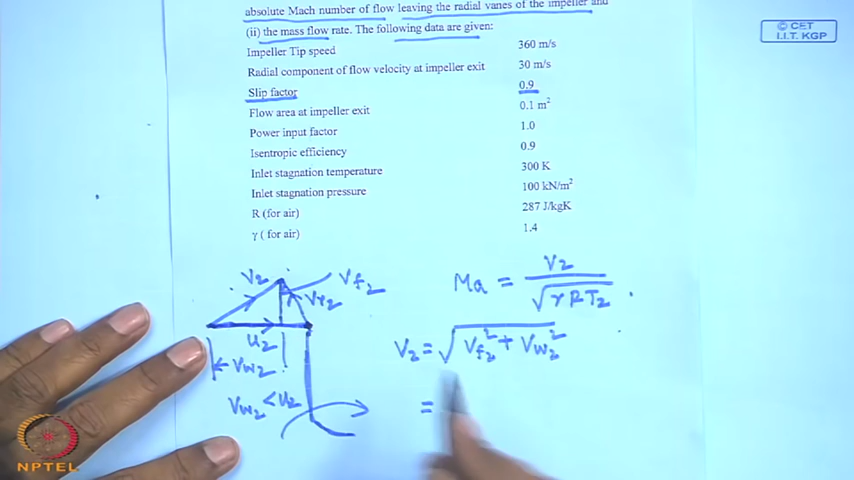 absolute Mach number of flow leaving the radial vanes of the impeller and
(ii) the mass flow rate. The following data are given:
Impeller Tip speed 360 m/s
Radial component of flow velocity at impeller exit 30 m/s
Slip factor 0.9
Flow area at impeller exit 0.1 m²
Power input factor 1.0
Isentropic efficiency 0.9
Inlet stagnation temperature 300 K
Inlet stagnation pressure 100 kN/m²
R (for air) 287 J/kgK
γ ( for air) 1.4
© CET
I.I.T. KGP
V₂ Vf₂
Vr₂
U₂
Vw₂
Vw₂ < U₂
Ma = V₂ / √γRT₂
V₂ = √Vf₂² + Vw₂²
=
NPTEL